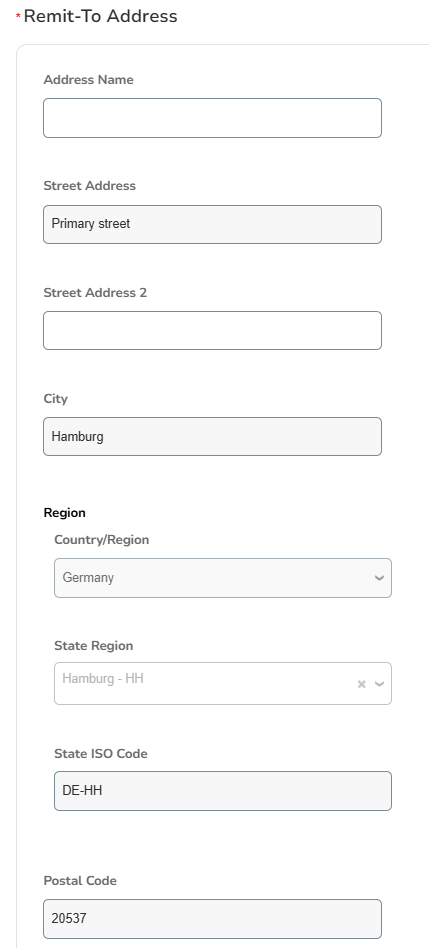 * Remit-To Address
Address Name
Street Address
Primary street
Street Address 2
City
Hamburg
Region
Country/Region
Germany
State Region
Hamburg - HH
State ISO Code
DE-HH
Postal Code
20537